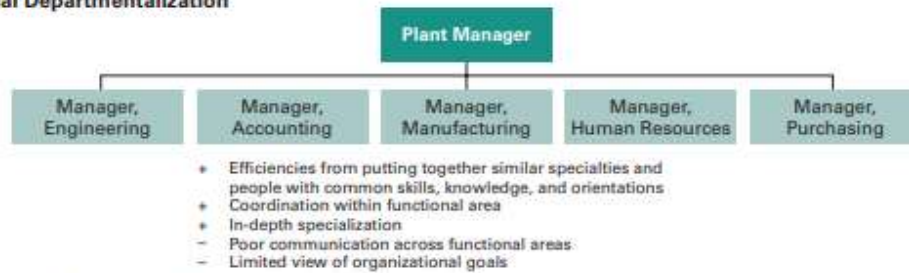 al Departmentalization
Plant Manager
Manager,
Engineering
Manager,
Accounting
Manager,
Manufacturing
Manager,
Human Resources
Manager,
Purchasing
+ Efficiencies from putting together similar specialties and
people with common skills, knowledge, and orientations
+ Coordination within functional area
+ In-depth specialization
– Poor communication across functional areas
– Limited view of organizational goals